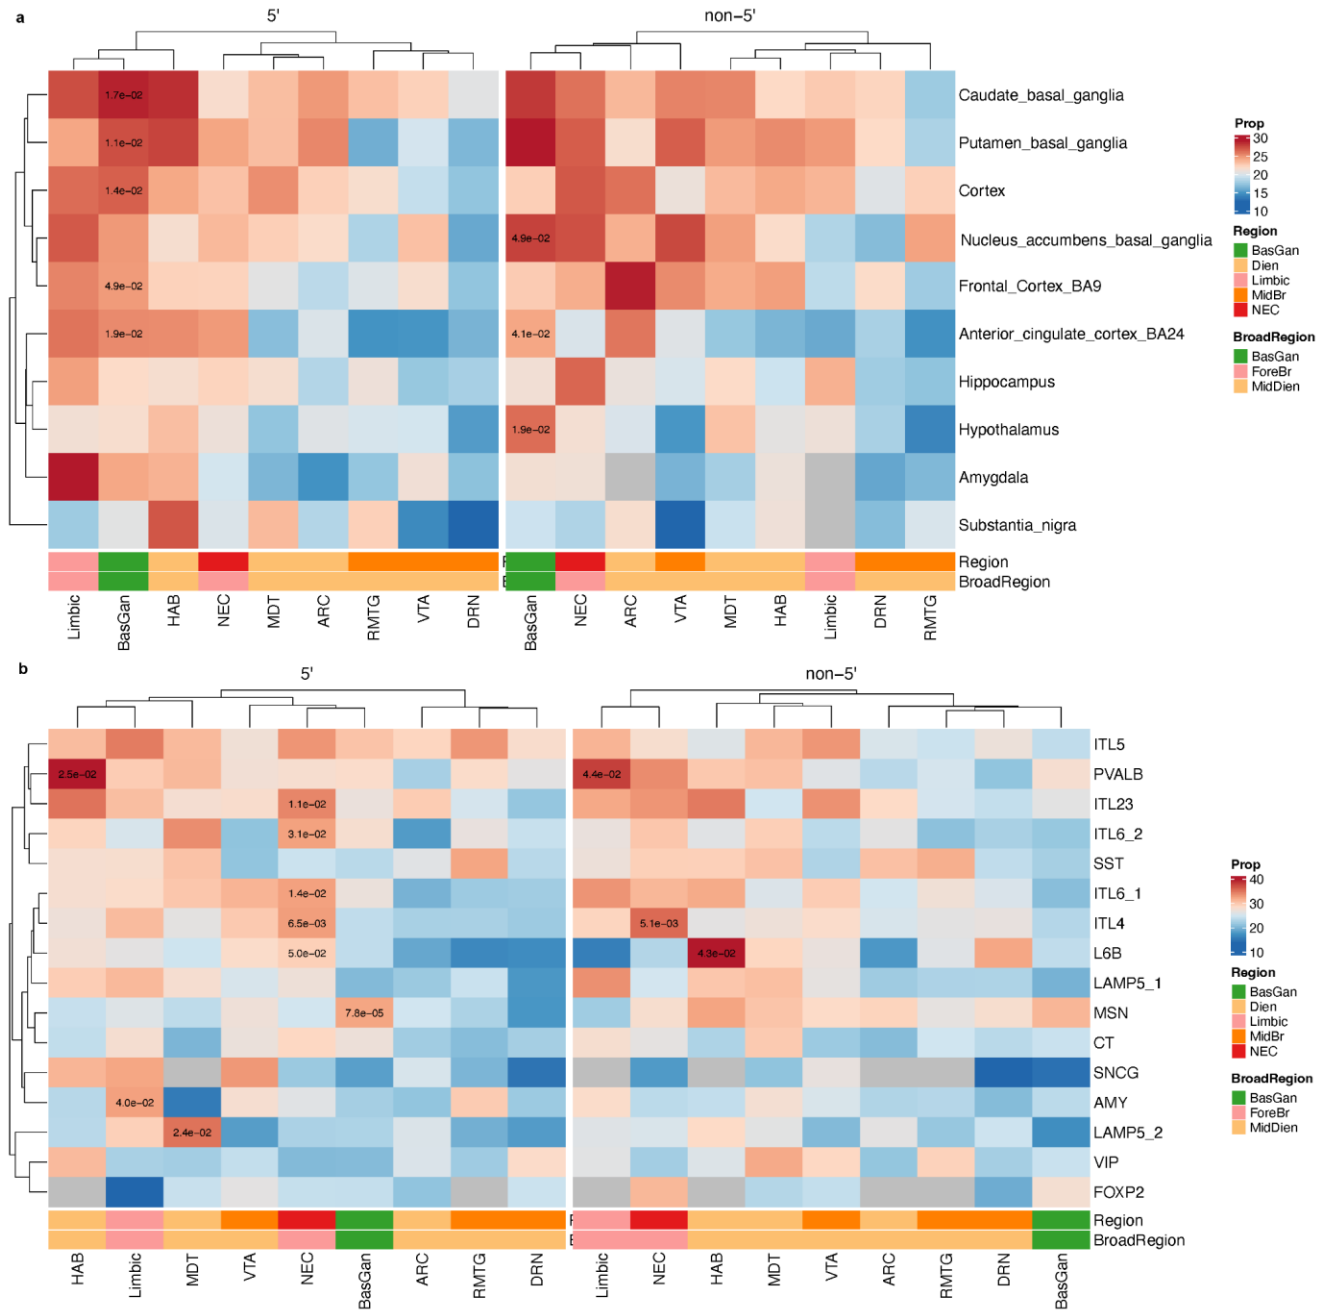 a
5'
non−5'
1.7e−02
Caudate_basal_ganglia
1.1e−02
Putamen_basal_ganglia
1.4e−02
Cortex
4.9e−02
Nucleus_accumbens_basal_ganglia
4.9e−02
Frontal_Cortex_BA9
1.9e−02
4.1e−02
Anterior_cingulate_cortex_BA24
Hippocampus
1.9e−02
Hypothalamus
Amygdala
Substantia_nigra
Region
BroadRegion
Limbic
BasGan
HAB
NEC
MDT
ARC
RMTG
VTA
DRN
BasGan
NEC
ARC
VTA
MDT
HAB
Limbic
DRN
RMTG
Prop
30
25
20
15
10
Region
BasGan
Dien
Limbic
MidBr
NEC
BroadRegion
BasGan
ForeBr
MidDien
b
5'
non−5'
ITL5
2.5e−02
4.4e−02
PVALB
1.1e−02
ITL23
3.1e−02
ITL6_2
SST
1.4e−02
ITL6_1
6.5e−03
5.1e−03
ITL4
5.0e−02
4.3e−02
L6B
LAMP5_1
7.8e−05
MSN
CT
SNCG
4.0e−02
AMY
2.4e−02
LAMP5_2
VIP
FOXP2
Region
BroadRegion
HAB
Limbic
MDT
VTA
NEC
BasGan
ARC
RMTG
DRN
Limbic
NEC
HAB
MDT
VTA
ARC
RMTG
DRN
BasGan
Prop
40
30
20
10
Region
BasGan
Dien
Limbic
MidBr
NEC
BroadRegion
BasGan
ForeBr
MidDien